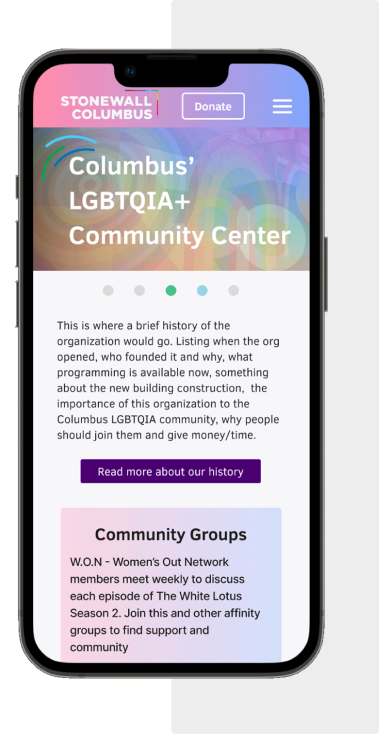 STONEWALL
COLUMBUS
Donate
Columbus’
LGBTQIA+
Community Center
This is where a brief history of the
organization would go. Listing when the org
opened, who founded it and why, what
programming is available now, something
about the new building construction,  the
importance of this organization to the
Columbus LGBTQIA community, why people
should join them and give money/time.
Read more about our history
Community Groups
W.O.N - Women’s Out Network
members meet weekly to discuss
each episode of The White Lotus
Season 2. Join this and other affinity
groups to find support and
community